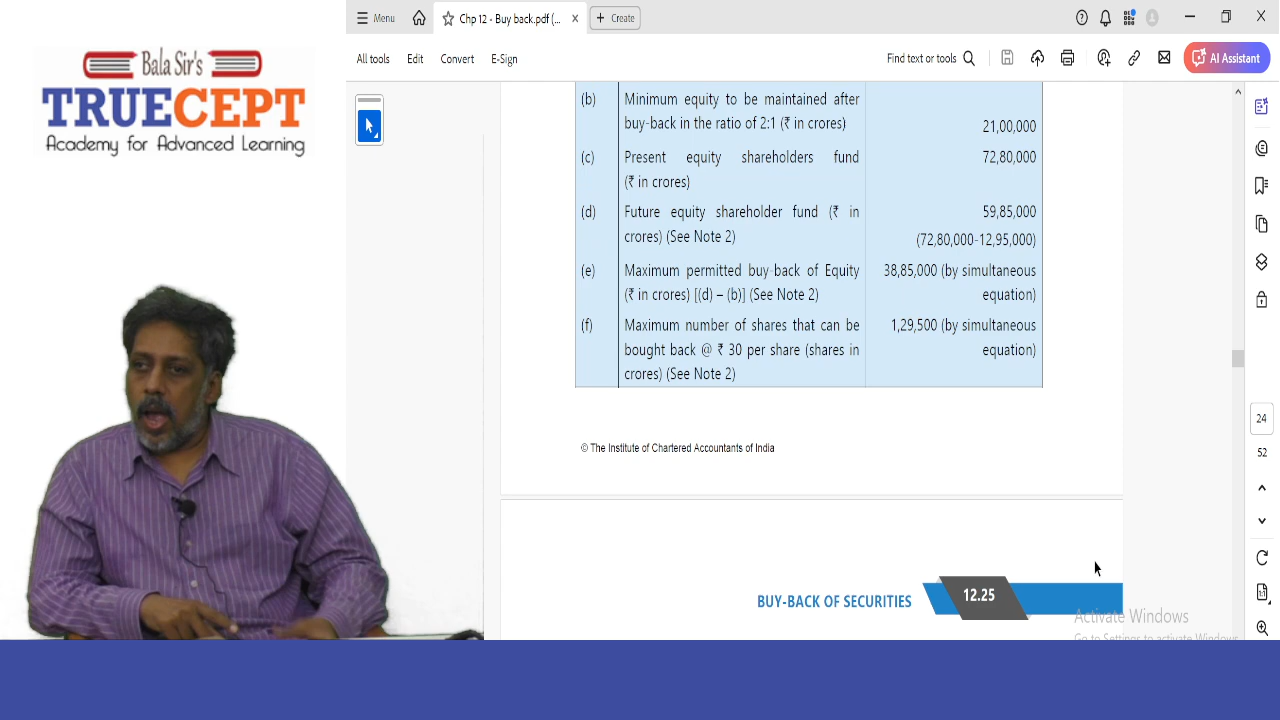 Menu
Chp 12 - Buy back.pdf (...
Create
All tools Edit Convert E-Sign
Find text or tools
AI Assistant
Bala Sir's
TRUECEPT
Academy for Advanced Learning
(b) Minimum equity to be maintained after
buy-back in the ratio of 2:1 (₹ in crores) 21,00,000
(c) Present equity shareholders fund 72,80,000
(₹ in crores)
(d) Future equity shareholder fund (₹ in 59,85,000
crores) (See Note 2) (72,80,000-12,95,000)
(e) Maximum permitted buy-back of Equity 38,85,000 (by simultaneous
(₹ in crores) [(d) – (b)] (See Note 2) equation)
(f) Maximum number of shares that can be 1,29,500 (by simultaneous
bought back @ ₹ 30 per share (shares in equation)
crores) (See Note 2)
© The Institute of Chartered Accountants of India
24
52
BUY-BACK OF SECURITIES 12.25
Activate Windows
Go to Settings to activate Windows.